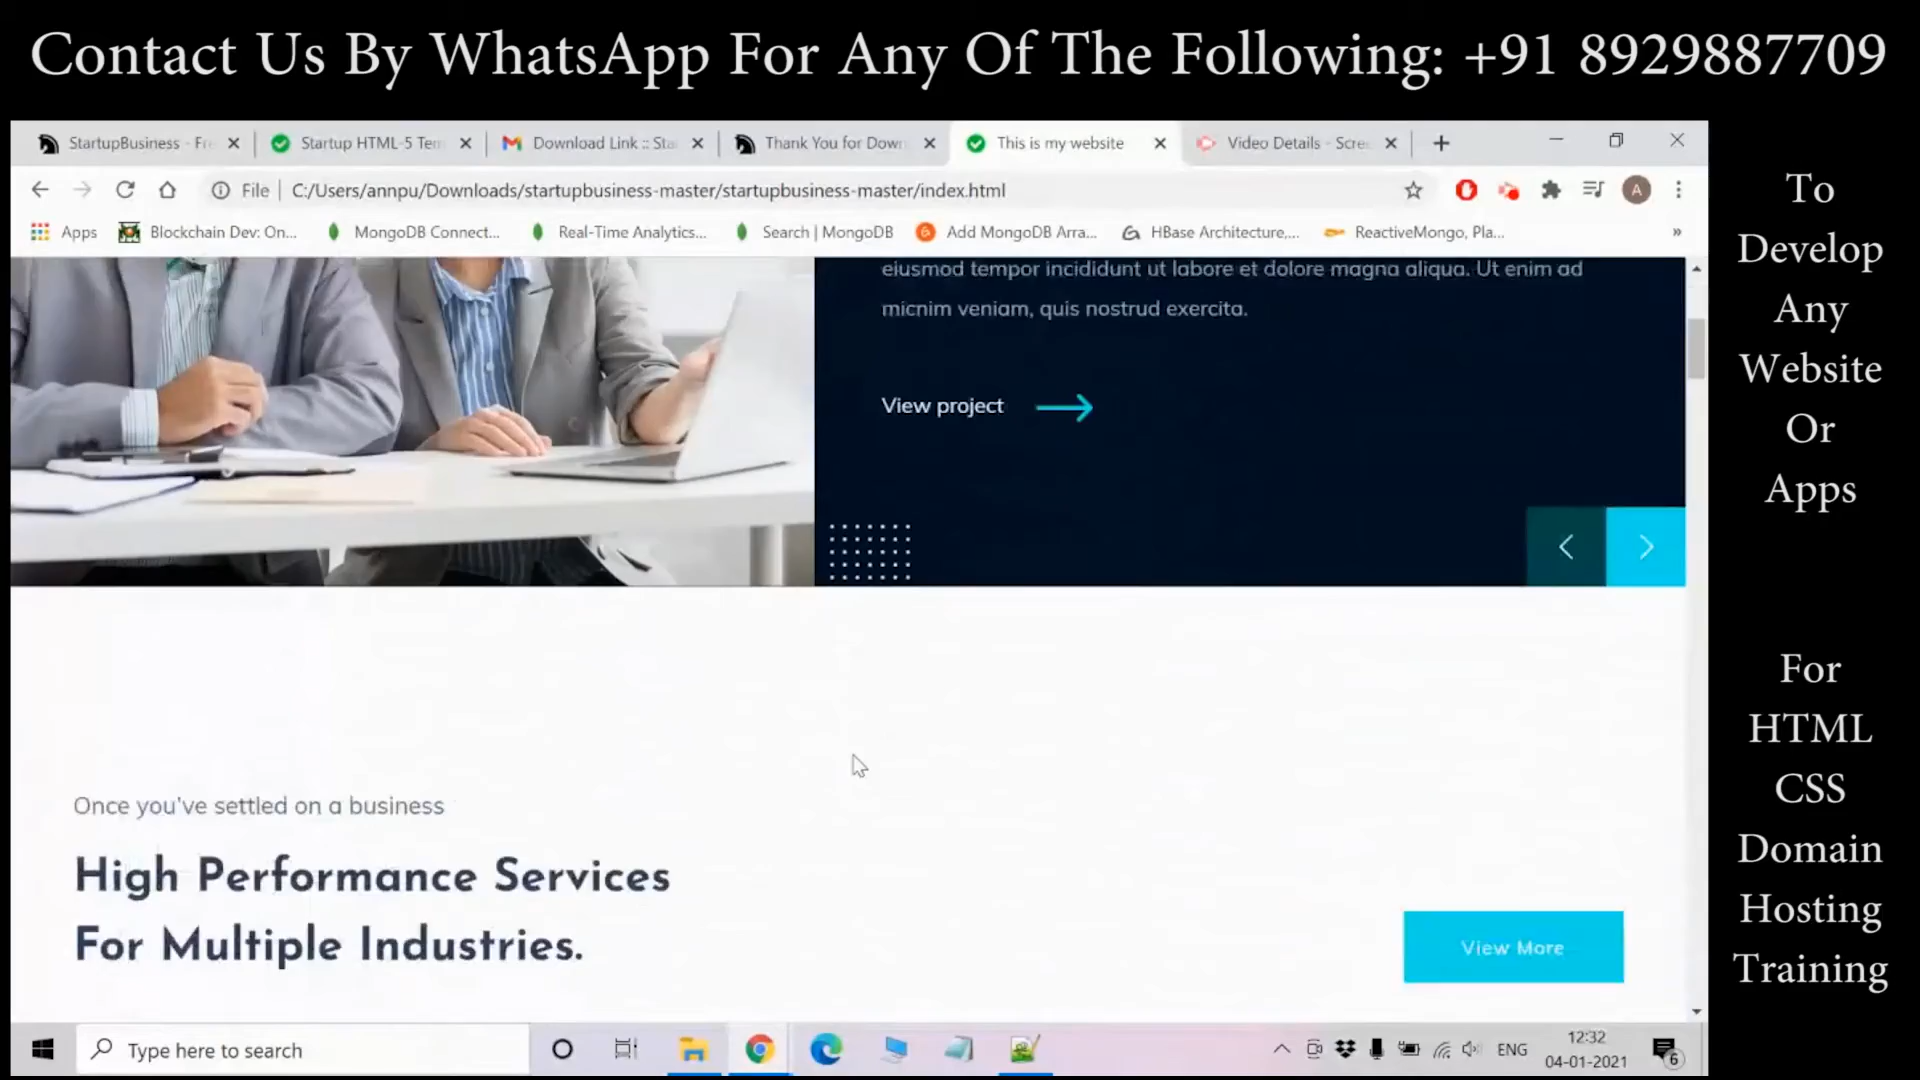 Contact Us By WhatsApp For Any Of The Following: +91 8929887709
StartupBusiness - Fre
Startup HTML-5 Tem
Download Link :: Sta
Thank You for Down
This is my website
Video Details - Scre
File
C:/Users/annpu/Downloads/startupbusiness-master/startupbusiness-master/index.html
A
Apps
Blockchain Dev: On...
MongoDB Connect...
Real-Time Analytics...
Search | MongoDB
Add MongoDB Arra...
HBase Architecture,...
ReactiveMongo, Pla...
»
eiusmod tempor incididunt ut labore et dolore magna aliqua. Ut enim ad
micnim veniam, quis nostrud exercita.
View project
Once you've settled on a business
High Performance Services
For Multiple Industries.
View More
Type here to search
ENG
12:32
04-01-2021
6
To
Develop
Any
Website
Or
Apps
For
HTML
CSS
Domain
Hosting
Training